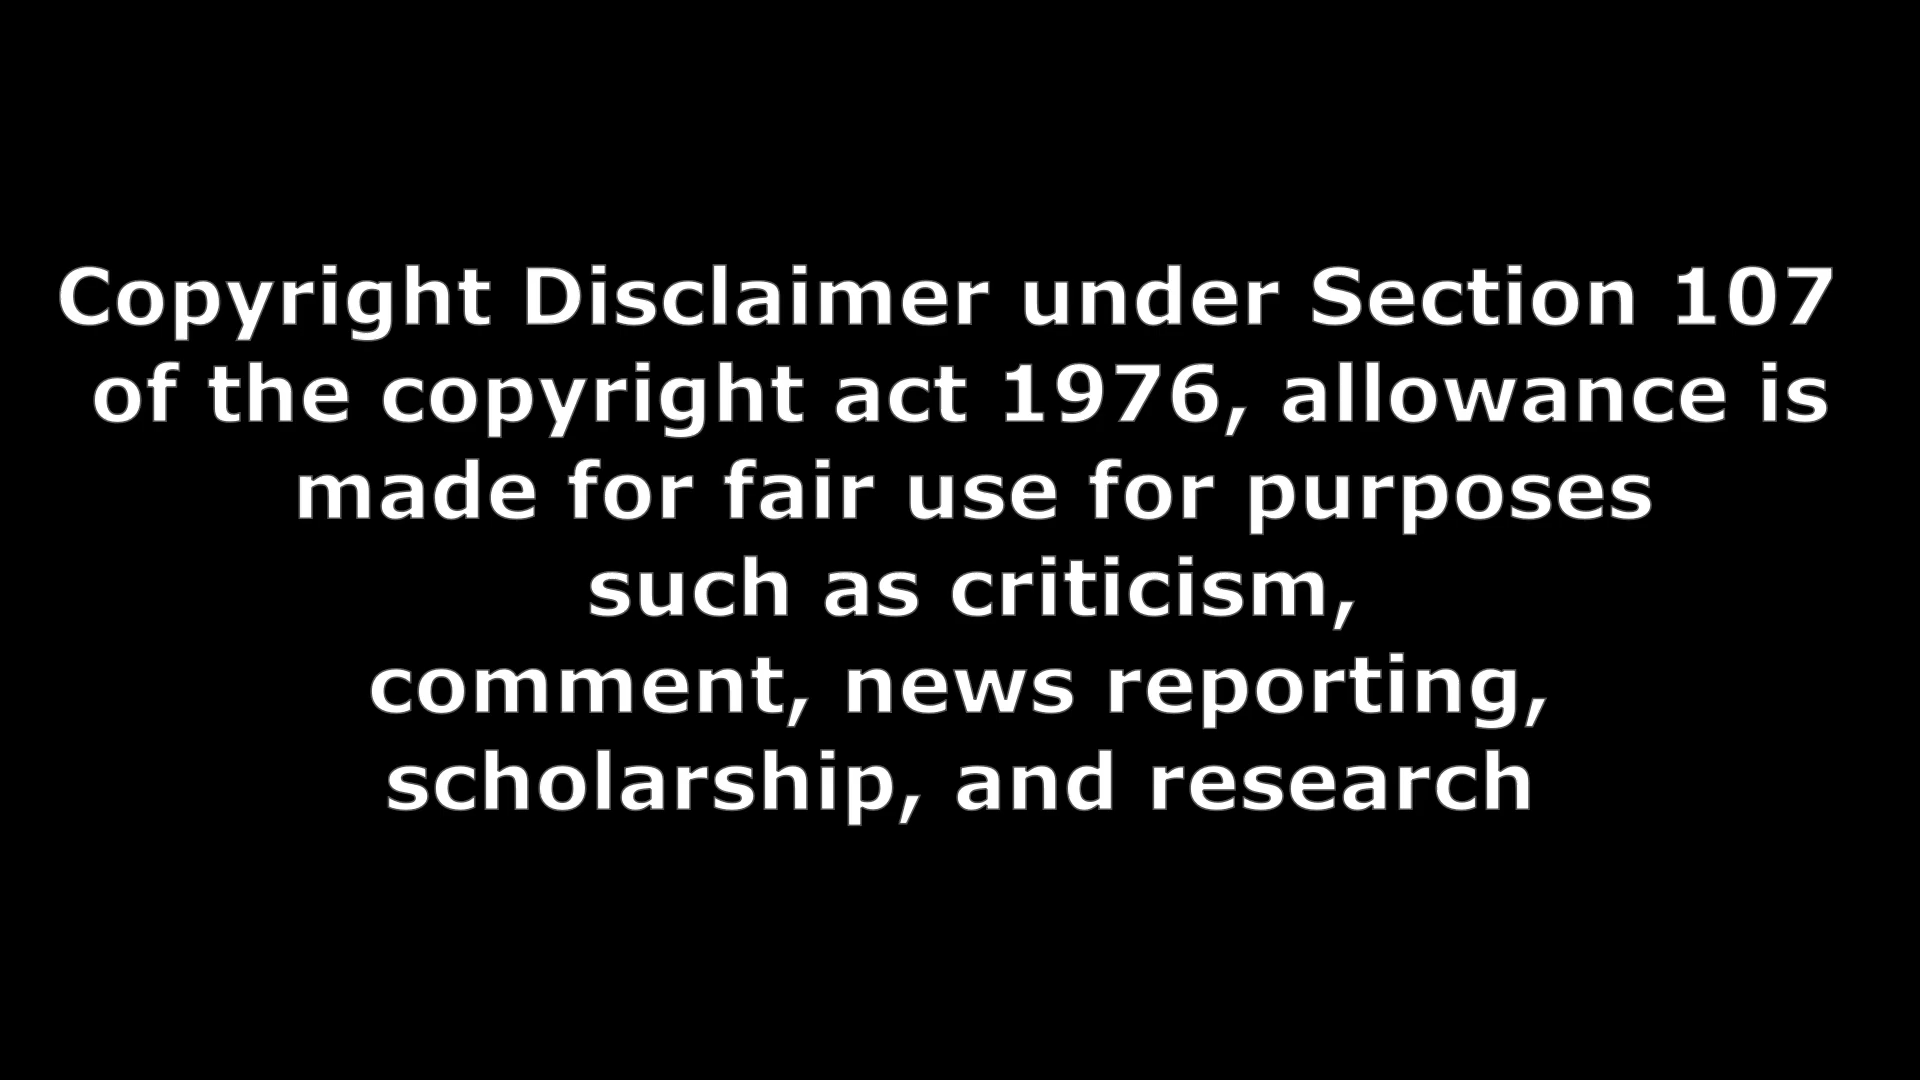 Copyright Disclaimer under Section 107
of the copyright act 1976, allowance is
made for fair use for purposes
such as criticism,
comment, news reporting,
scholarship, and research